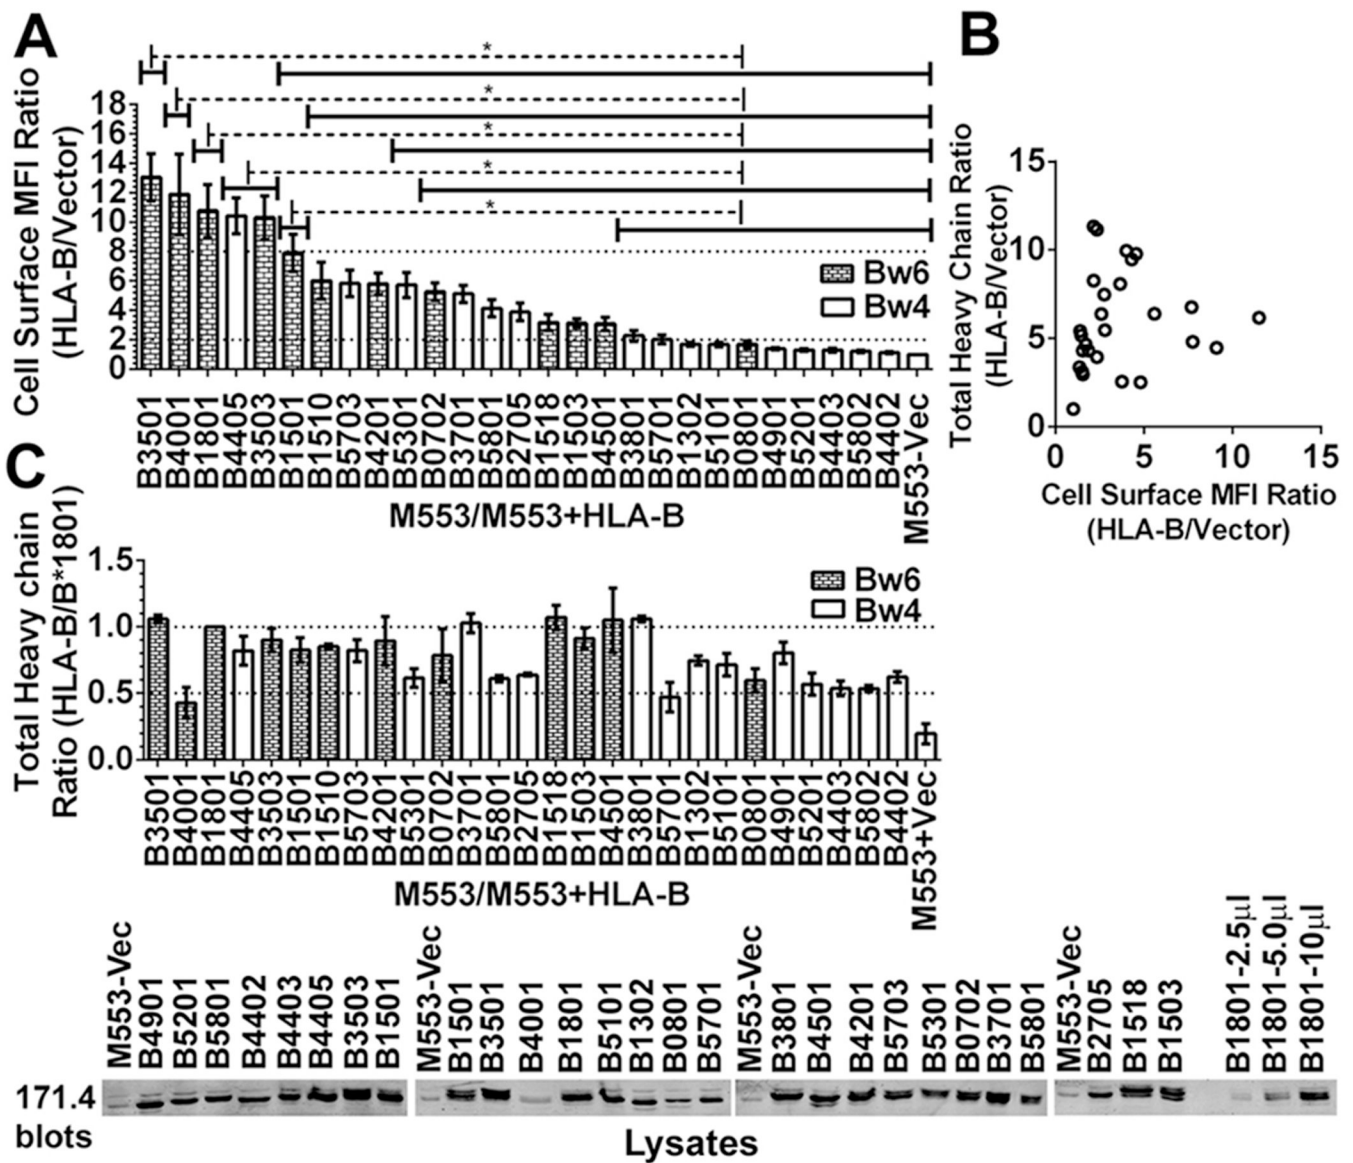 A
Cell Surface MFI Ratio
(HLA-B/Vector)
18
16
14
12
10
8
6
4
2
0
*
*
*
*
*
Bw6
Bw4
B3501
B4001
B1801
B4405
B3503
B1501
B1510
B5703
B4201
B5301
B0702
B3701
B5801
B2705
B1518
B1503
B4501
B3801
B5701
B1302
B5101
B0801
B4901
B5201
B4403
B5802
B4402
M553-Vec
M553/M553+HLA-B
B
Total Heavy Chain Ratio
(HLA-B/Vector)
15
10
5
0
0
5
10
15
Cell Surface MFI Ratio
(HLA-B/Vector)
C
Total Heavy chain
Ratio (HLA-B/B*1801)
1.5
1.0
0.5
0.0
Bw6
Bw4
B3501
B4001
B1801
B4405
B3503
B1501
B1510
B5703
B4201
B5301
B0702
B3701
B5801
B2705
B1518
B1503
B4501
B3801
B5701
B1302
B5101
B0801
B4901
B5201
B4403
B5802
B4402
M553+Vec
M553/M553+HLA-B
M553-Vec
B4901
B5201
B5801
B4402
B4403
B4405
B3503
B1501
M553-Vec
B1501
B3501
B4001
B1801
B5101
B1302
B0801
B5701
M553-Vec
B3801
B4501
B4201
B5703
B5301
B0702
B3701
B5801
M553-Vec
B2705
B1518
B1503
B1801-2.5µl
B1801-5.0µl
B1801-10µl
171.4
blots
Lysates